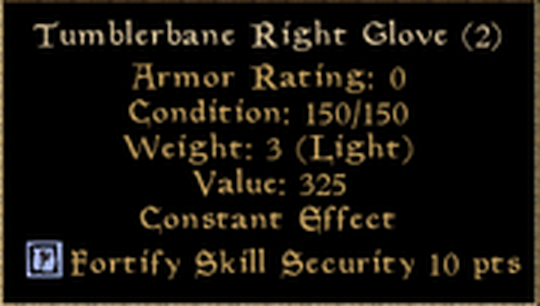 Tumblerbane Right Glove (2)
Armor Rating: 0
Condition: 150/150
Weight: 3 (Light)
Value: 325
Constant Effect
Fortify Skill Security 10 pts